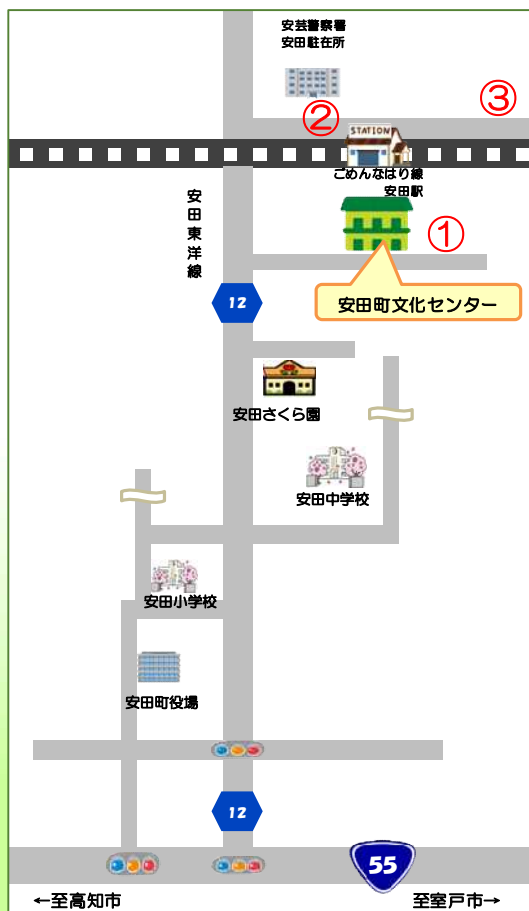 安芸警察署
安田駐在所
③
②
STATION
ごめんなはり線
安田駅
安田東洋線
①
安田町文化センター
12
安田さくら園
安田中学校
安田小学校
安田町役場
12
55
←至高知市
至室戸市→